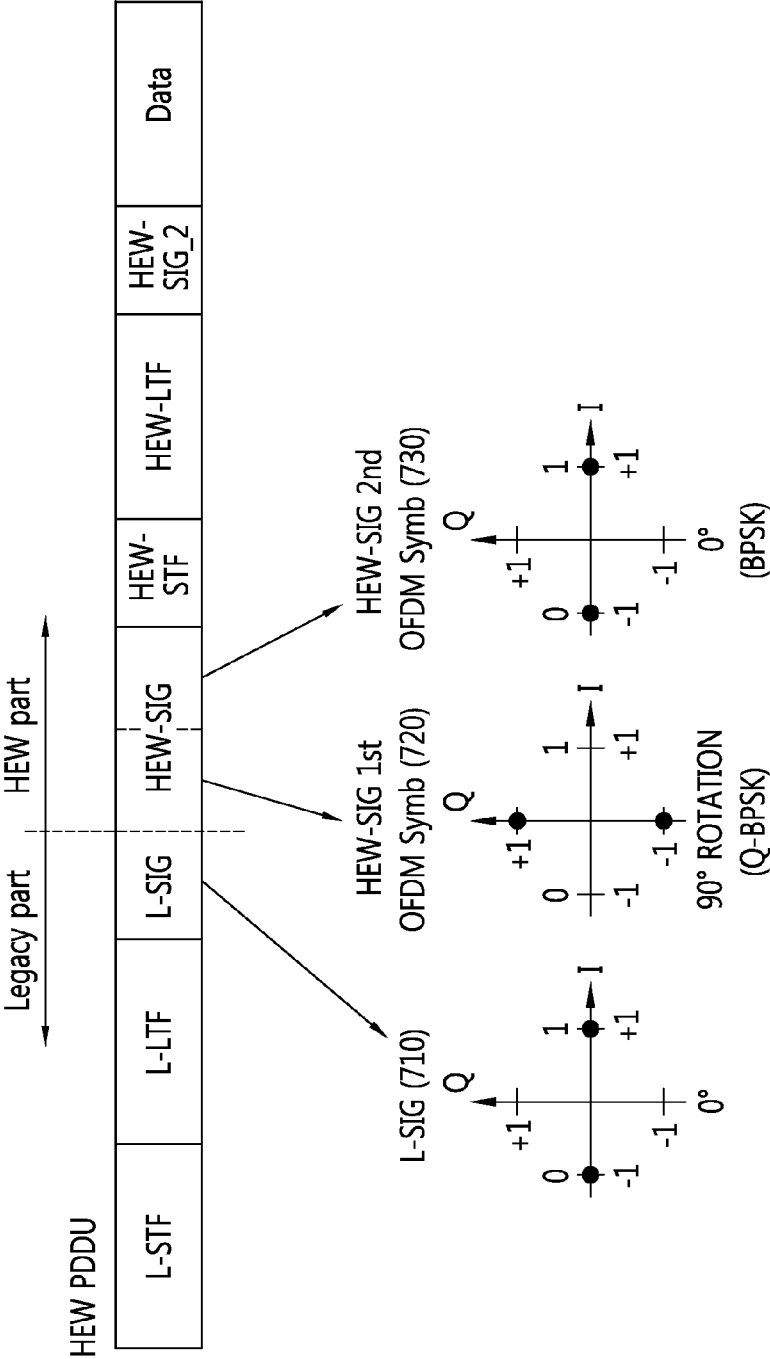 HEW PDDU
Legacy part
HEW part
L-STF
L-LTF
L-SIG
HEW-SIG
HEW-
STF
HEW-LTF
HEW-
SIG_2
Data
L-SIG (710)
Q
+1
0
1
I
-1
+1
-1
0°
HEW-SIG 1st
OFDM Symb (720)
Q
+1
0
1
I
-1
+1
-1
90° ROTATION
(Q-BPSK)
HEW-SIG 2nd
OFDM Symb (730)
Q
+1
0
1
I
-1
+1
-1
0°
(BPSK)